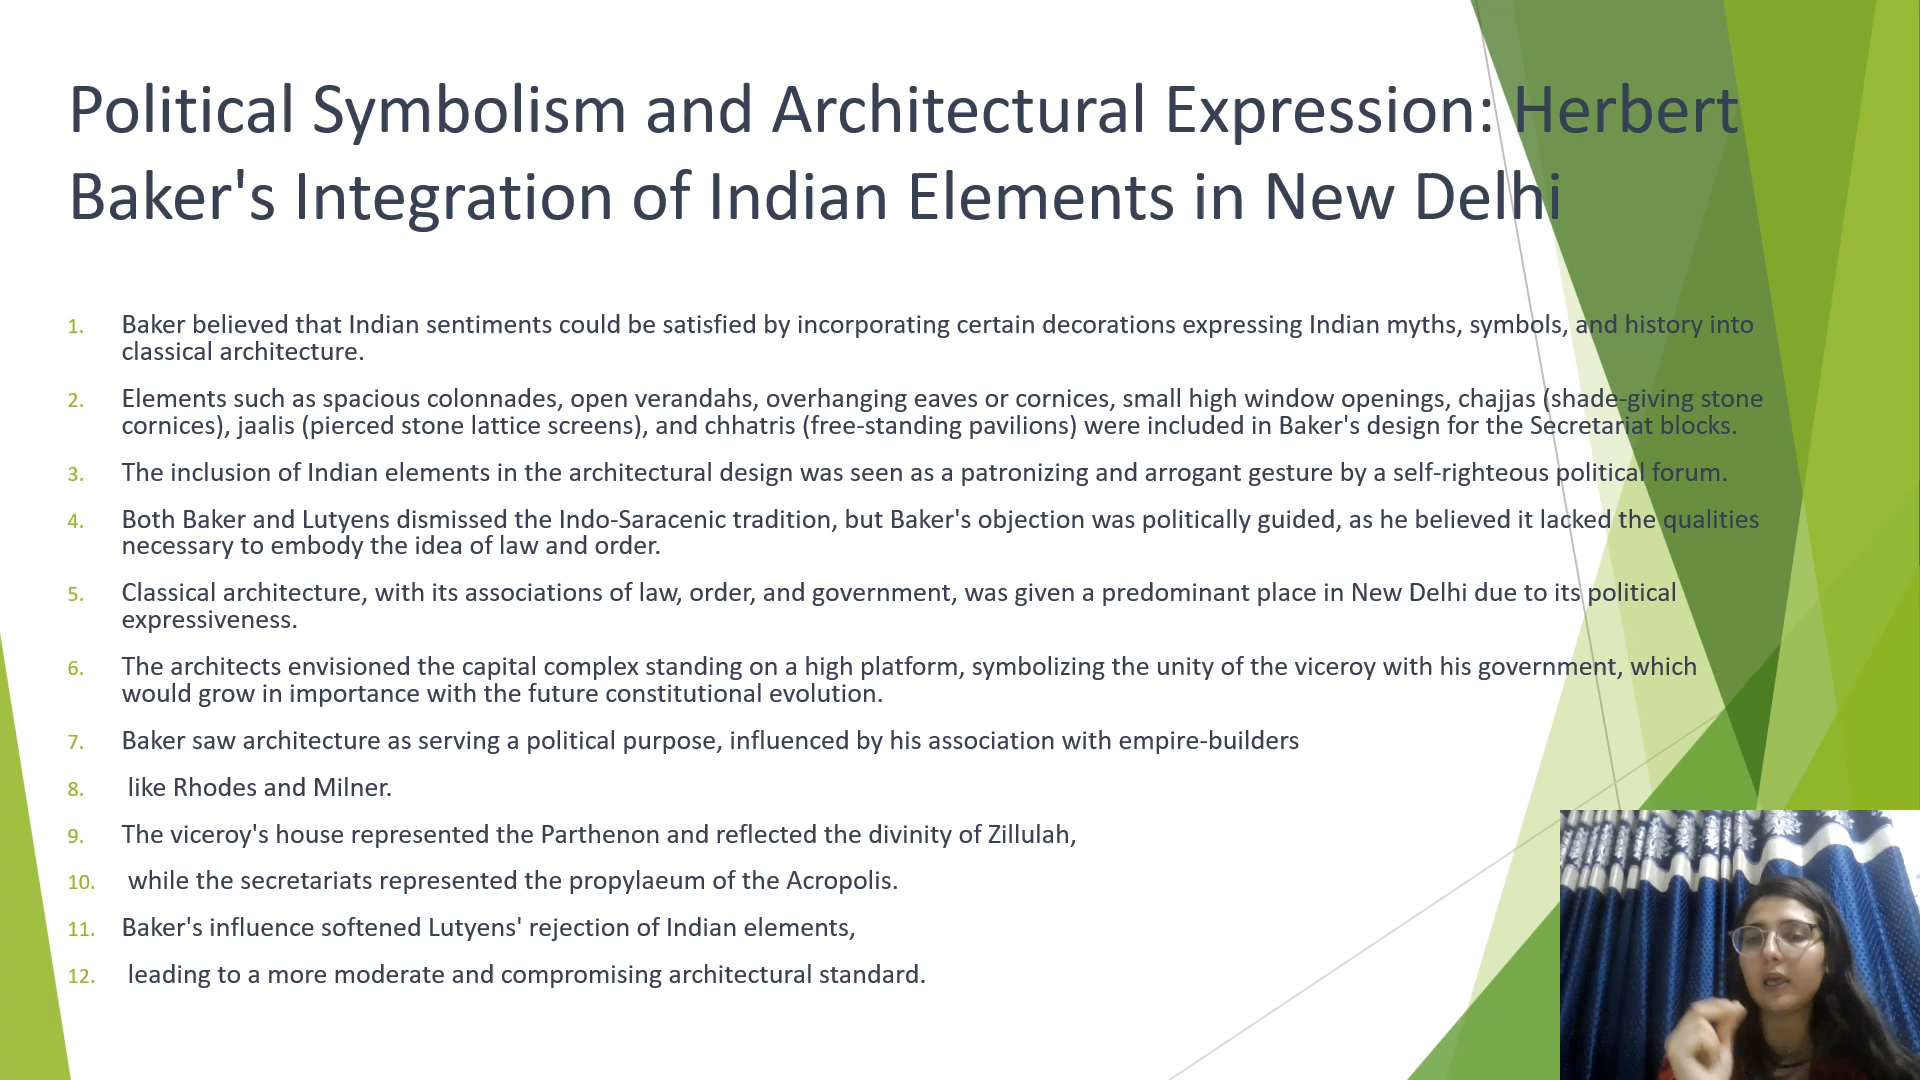 Political Symbolism and Architectural Expression: Herbert
Baker's Integration of Indian Elements in New Delhi
1. Baker believed that Indian sentiments could be satisfied by incorporating certain decorations expressing Indian myths, symbols, and history into
classical architecture.
2. Elements such as spacious colonnades, open verandahs, overhanging eaves or cornices, small high window openings, chajjas (shade-giving stone
cornices), jaalis (pierced stone lattice screens), and chhatris (free-standing pavilions) were included in Baker's design for the Secretariat blocks.
3. The inclusion of Indian elements in the architectural design was seen as a patronizing and arrogant gesture by a self-righteous political forum.
4. Both Baker and Lutyens dismissed the Indo-Saracenic tradition, but Baker's objection was politically guided, as he believed it lacked the qualities
necessary to embody the idea of law and order.
5. Classical architecture, with its associations of law, order, and government, was given a predominant place in New Delhi due to its political
expressiveness.
6. The architects envisioned the capital complex standing on a high platform, symbolizing the unity of the viceroy with his government, which
would grow in importance with the future constitutional evolution.
7. Baker saw architecture as serving a political purpose, influenced by his association with empire-builders
8. like Rhodes and Milner.
9. The viceroy's house represented the Parthenon and reflected the divinity of Zillulah,
10. while the secretariats represented the propylaeum of the Acropolis.
11. Baker's influence softened Lutyens' rejection of Indian elements,
12. leading to a more moderate and compromising architectural standard.